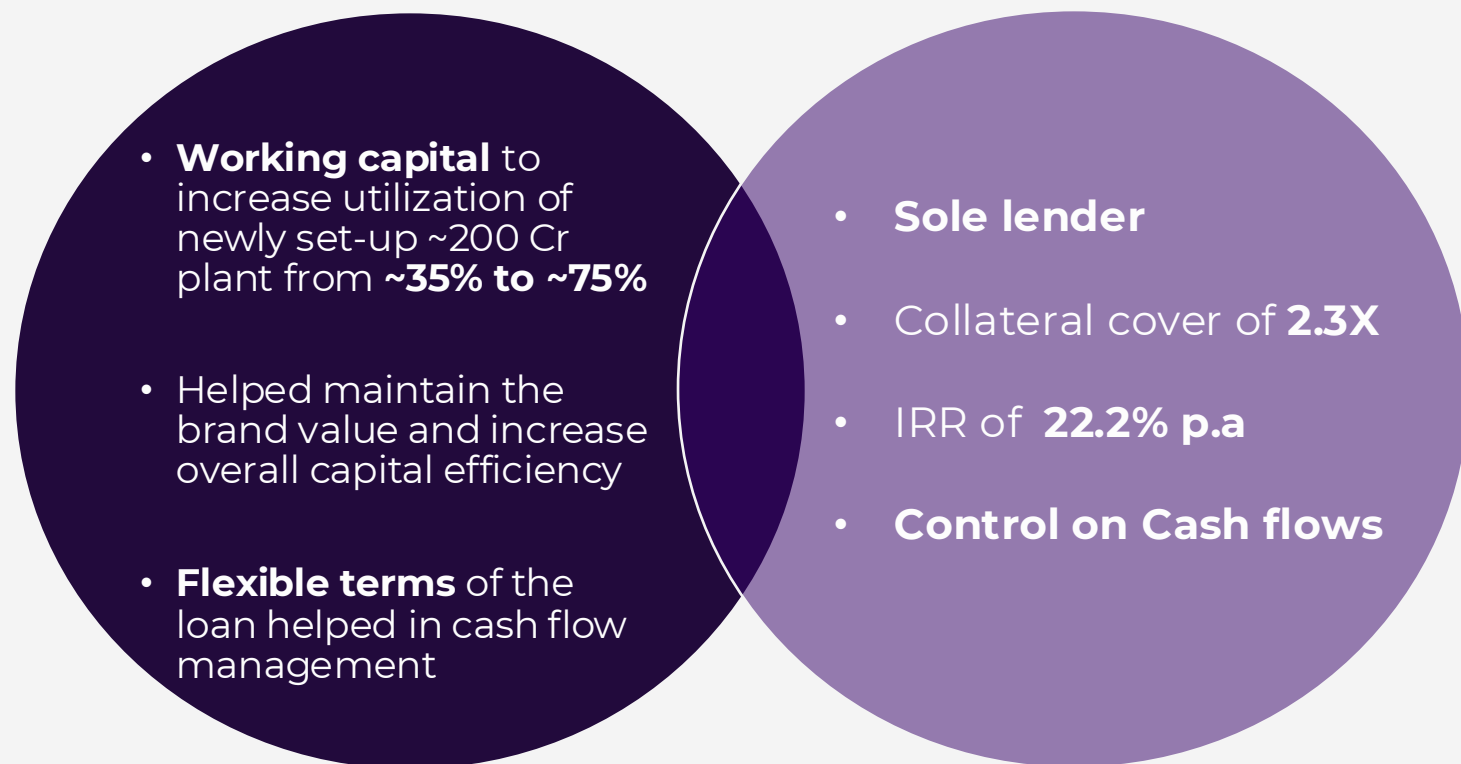 • Working capital to
increase utilization of
newly set-up ~200 Cr
plant from ~35% to ~75%
• Helped maintain the
brand value and increase
overall capital efficiency
• Flexible terms of the
loan helped in cash flow
management
• Sole lender
• Collateral cover of 2.3X
• IRR of 22.2% p.a
• Control on Cash flows